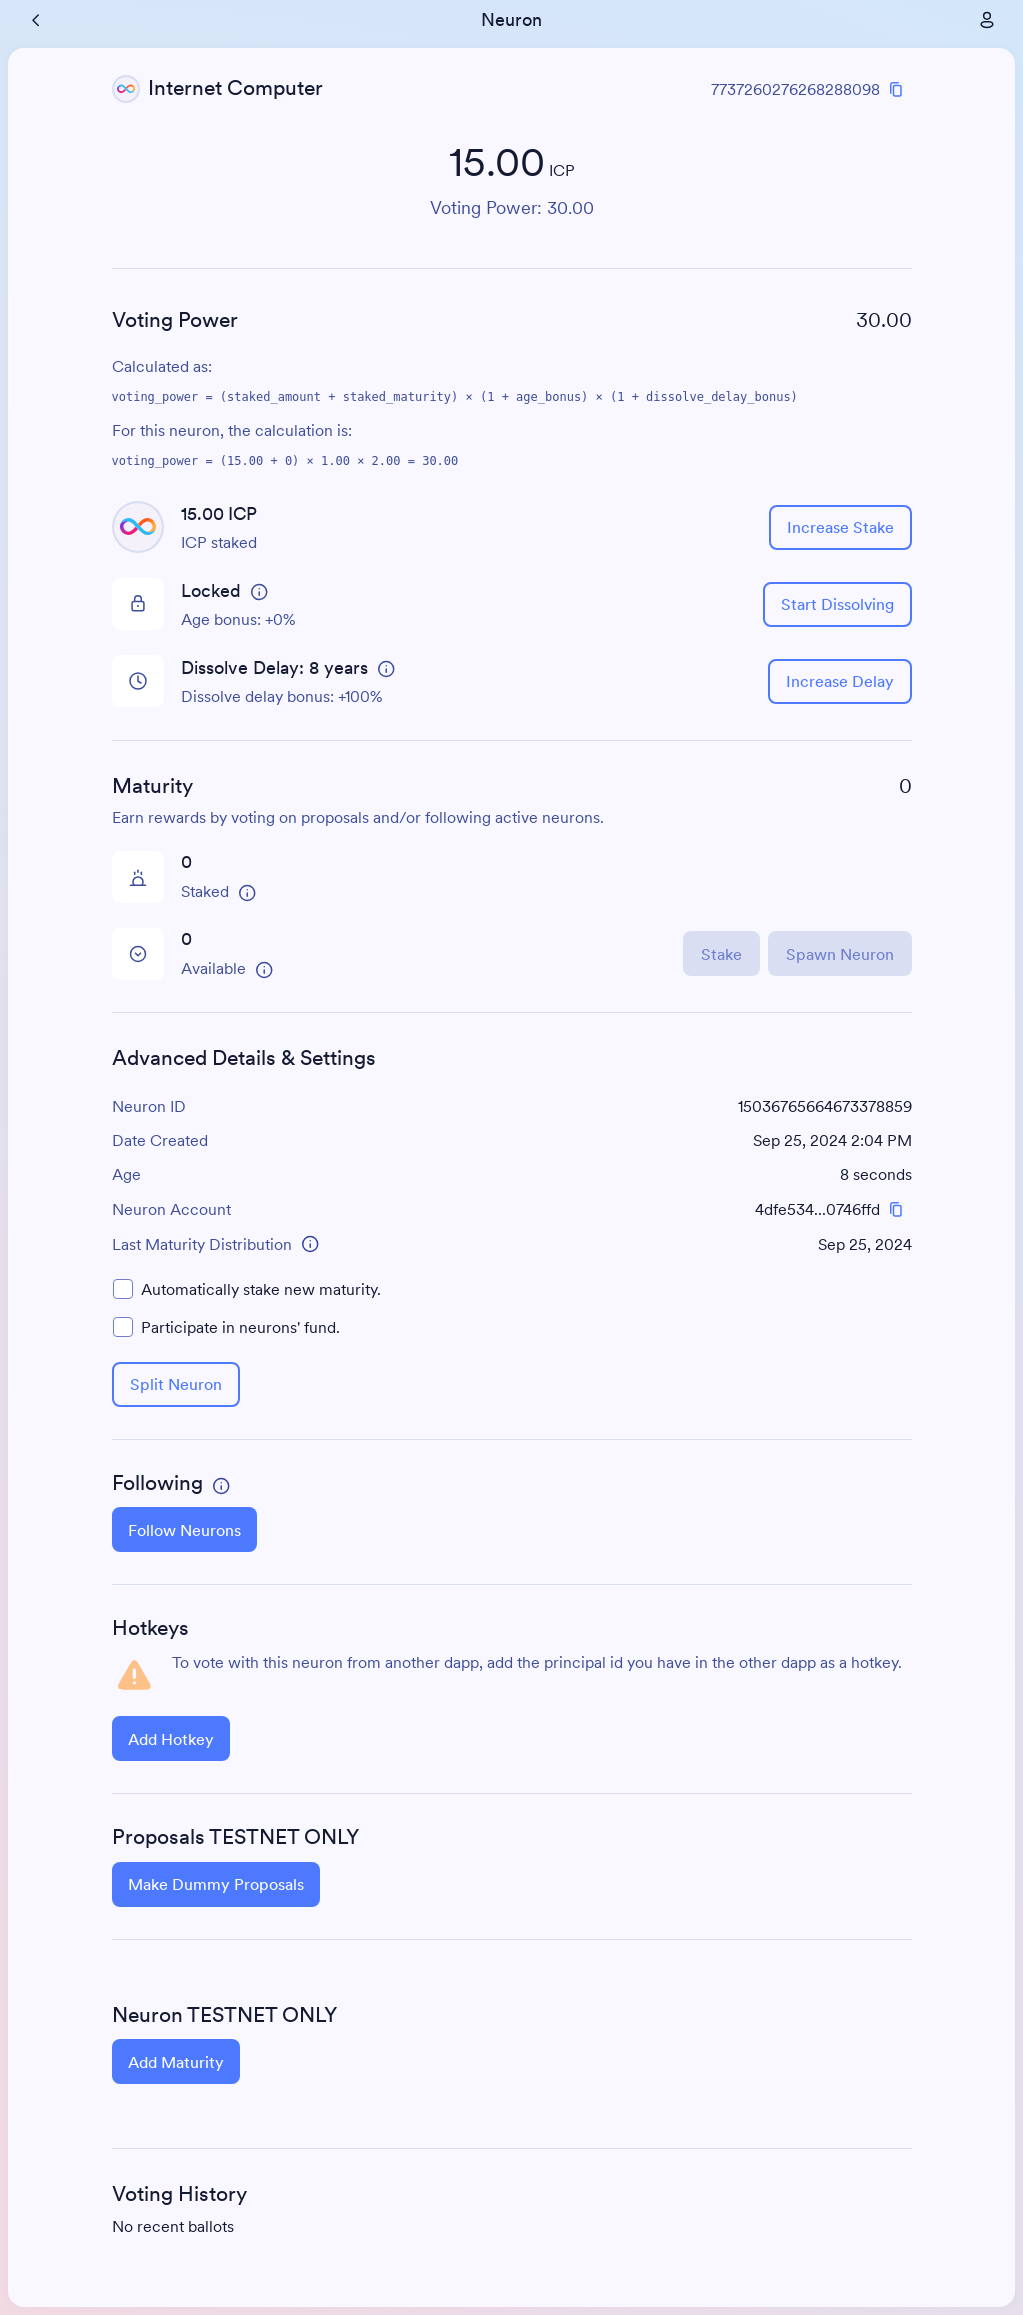 Neuron
Internet Computer
7737260276268288098
15.00 ICP
Voting Power: 30.00
Voting Power
30.00
Calculated as:
voting_power = (staked_amount + staked_maturity) × (1 + age_bonus) × (1 + dissolve_delay_bonus)
For this neuron, the calculation is:
voting_power = (15.00 + 0) × 1.00 × 2.00 = 30.00
15.00 ICP
ICP staked
Increase Stake
Locked
Age bonus: +0%
Start Dissolving
Dissolve Delay: 8 years
Dissolve delay bonus: +100%
Increase Delay
Maturity
0
Earn rewards by voting on proposals and/or following active neurons.
0
Staked
0
Available
Stake
Spawn Neuron
Advanced Details & Settings
Neuron ID
15036765664673378859
Date Created
Sep 25, 2024 2:04 PM
Age
8 seconds
Neuron Account
4dfe534...0746ffd
Last Maturity Distribution
Sep 25, 2024
Automatically stake new maturity.
Participate in neurons' fund.
Split Neuron
Following
Follow Neurons
Hotkeys
To vote with this neuron from another dapp, add the principal id you have in the other dapp as a hotkey.
Add Hotkey
Proposals TESTNET ONLY
Make Dummy Proposals
Neuron TESTNET ONLY
Add Maturity
Voting History
No recent ballots